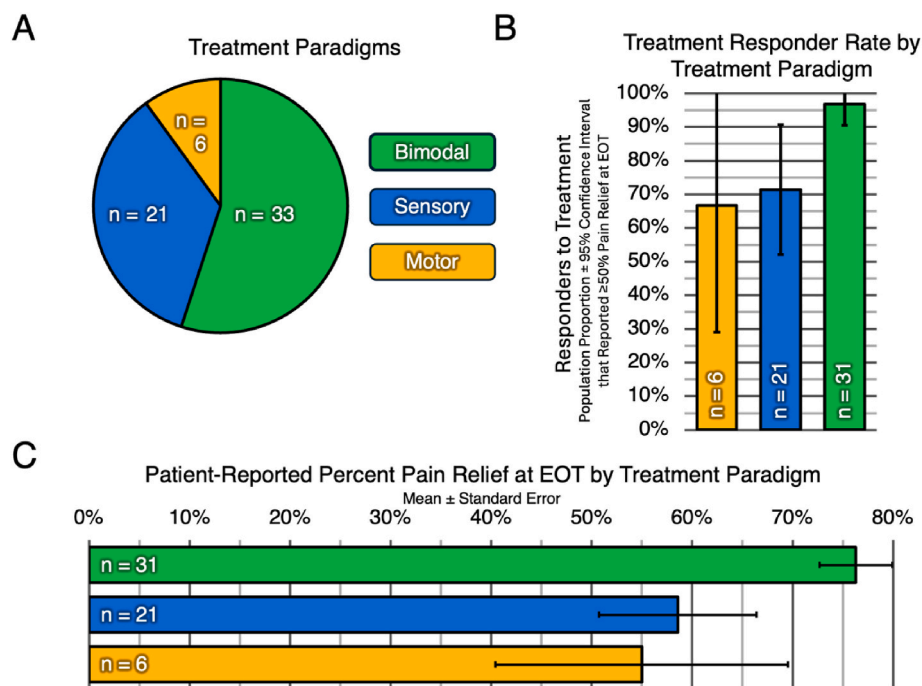 A
Treatment Paradigms
n =
6
n = 21
n = 33
Bimodal
Sensory
Motor
B
Treatment Responder Rate by
Treatment Paradigm
Responders to Treatment
Population Proportion ± 95% Confidence Interval
that Reported ≥50% Pain Relief at EOT
100%
90%
80%
70%
60%
50%
40%
30%
20%
10%
0%
n = 6
n = 21
n = 31
C
Patient-Reported Percent Pain Relief at EOT by Treatment Paradigm
Mean ± Standard Error
0% 10% 20% 30% 40% 50% 60% 70% 80%
n = 31
n = 21
n = 6